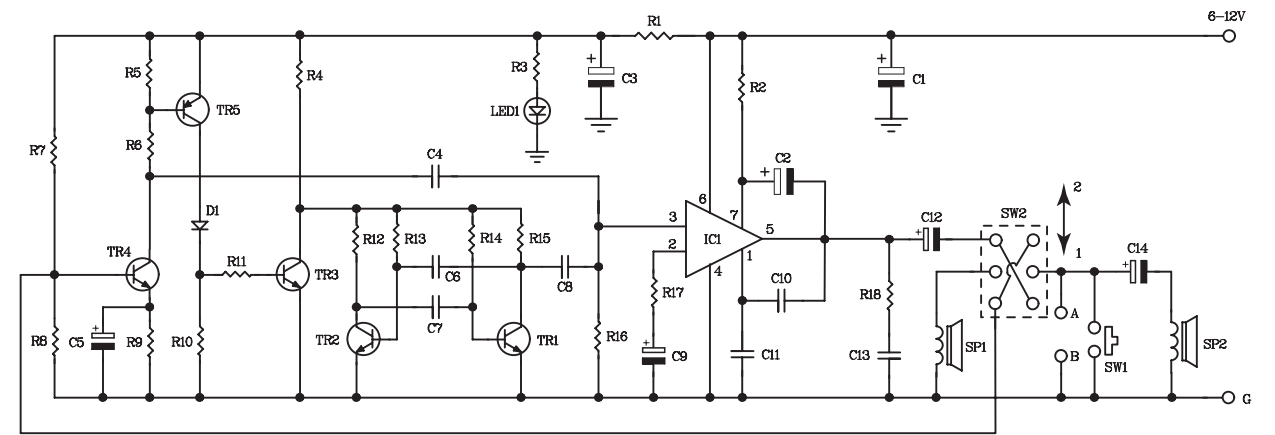 6-12V
R1
R5
TR5
R4
R3
LED1
C3
R2
C1
R7
R6
C4
C2
D1
6
7
3
IC1
5
2
1
4
C12
SW2
2
1
C14
R12
R13
R14
R15
TR4
R11
TR3
C6
C8
C7
R17
C10
R18
A
B
SW1
SP2
R8
C5
R9
R10
TR2
TR1
R16
C9
C11
C13
SP1
G
+
+
+
+
+
+
+